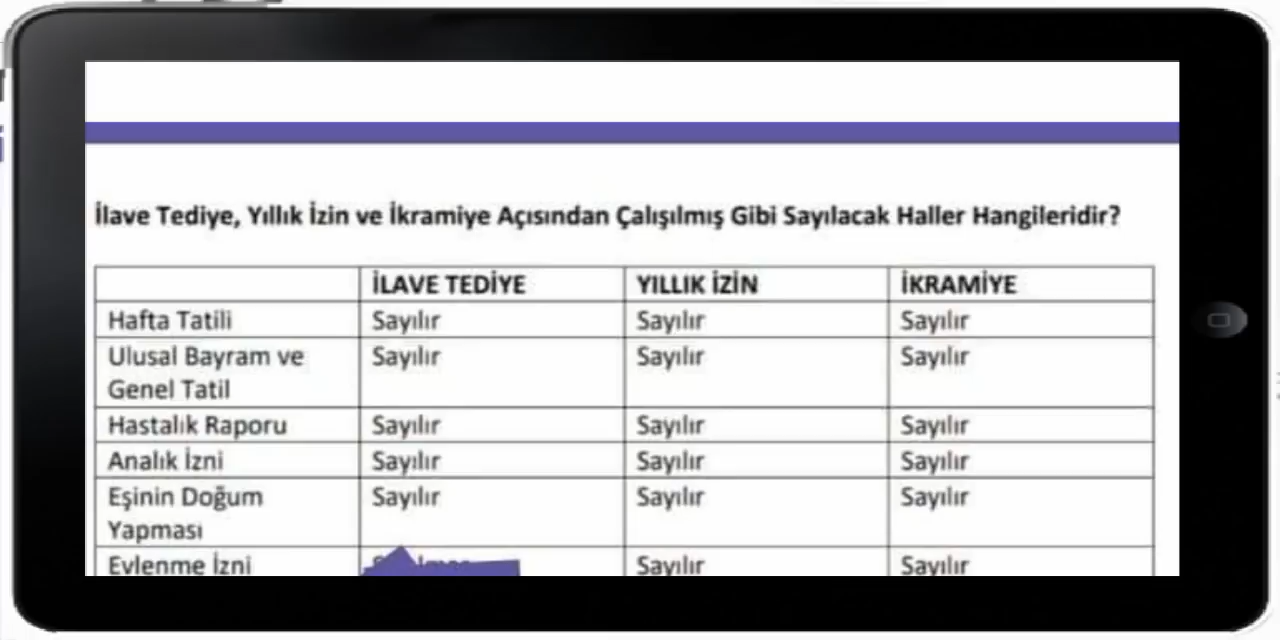 İlave Tediye, Yıllık İzin ve İkramiye Açısından Çalışılmış Gibi Sayılacak Haller Hangileridir?
İLAVE TEDİYE YILLIK İZİN İKRAMİYE
Hafta Tatili Sayılır Sayılır Sayılır
Ulusal Bayram ve Sayılır Sayılır Sayılır
Genel Tatil
Hastalık Raporu Sayılır Sayılır Sayılır
Analık İzni Sayılır Sayılır Sayılır
Eşinin Doğum Sayılır Sayılır Sayılır
Yapması
Evlenme İzni Sayılır Sayılır